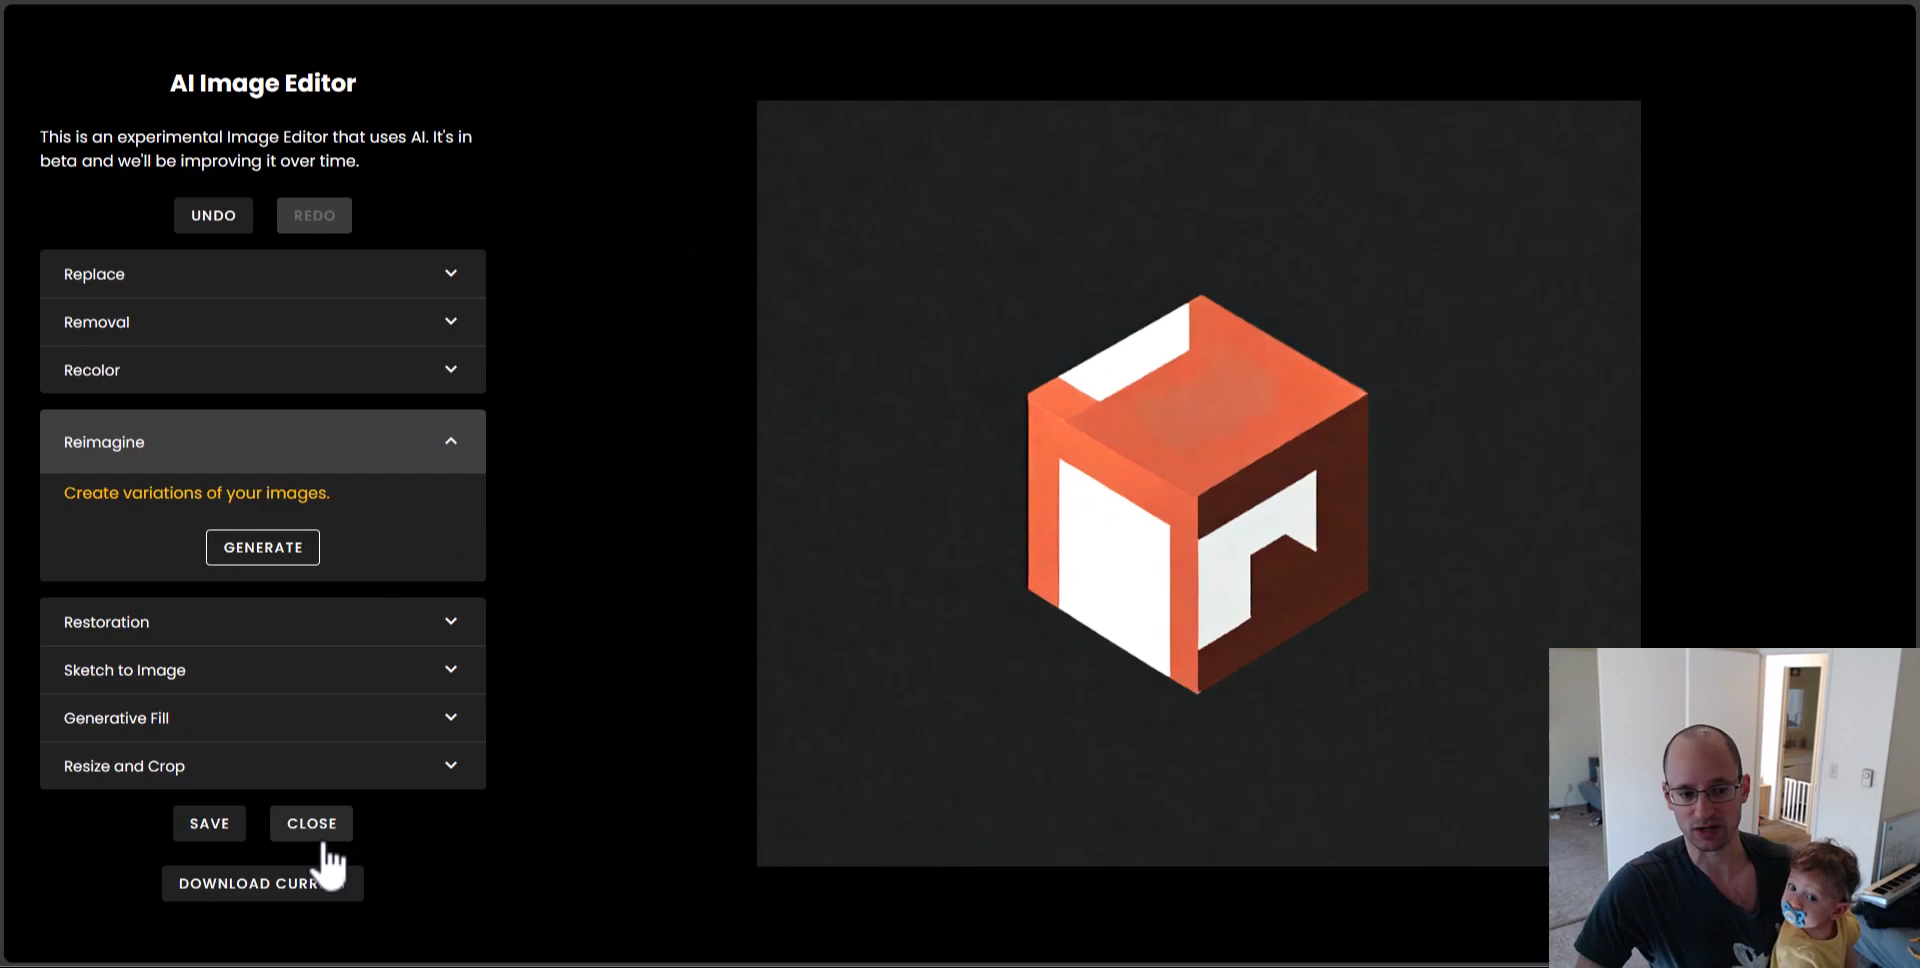 AI Image Editor
This is an experimental Image Editor that uses AI. It's in
beta and we'll be improving it over time.
UNDO
REDO
Replace
Removal
Recolor
Reimagine
Create variations of your images.
GENERATE
Restoration
Sketch to Image
Generative Fill
Resize and Crop
SAVE
CLOSE
DOWNLOAD